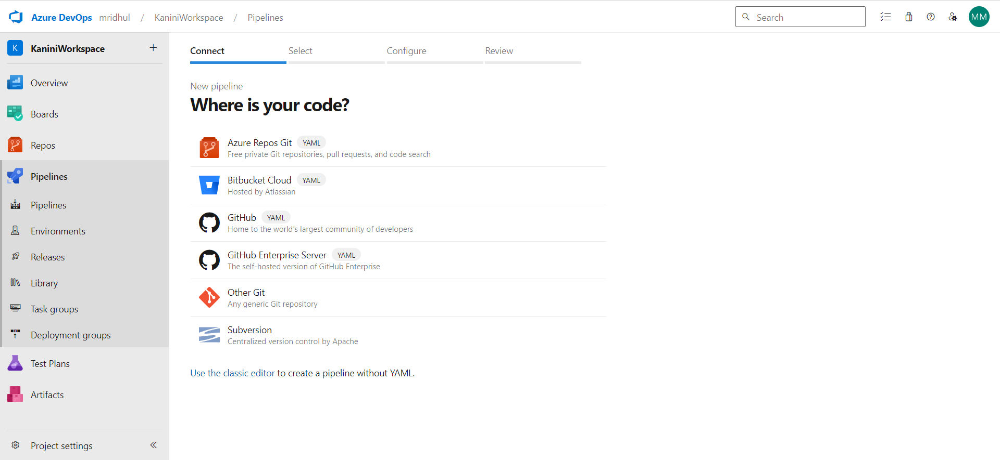 Azure DevOps mridhul / KaniniWorkspace / Pipelines
Search
MM
K KaniniWorkspace
Overview
Boards
Repos
Pipelines
Pipelines
Environments
Releases
Library
Task groups
Deployment groups
Test Plans
Artifacts
Project settings
Connect Select Configure Review
New pipeline
Where is your code?
Azure Repos Git YAML
Free private Git repositories, pull requests, and code search
Bitbucket Cloud YAML
Hosted by Atlassian
GitHub YAML
Home to the world's largest community of developers
GitHub Enterprise Server YAML
The self-hosted version of GitHub Enterprise
Other Git
Any generic Git repository
Subversion
Centralized version control by Apache
Use the classic editor to create a pipeline without YAML.